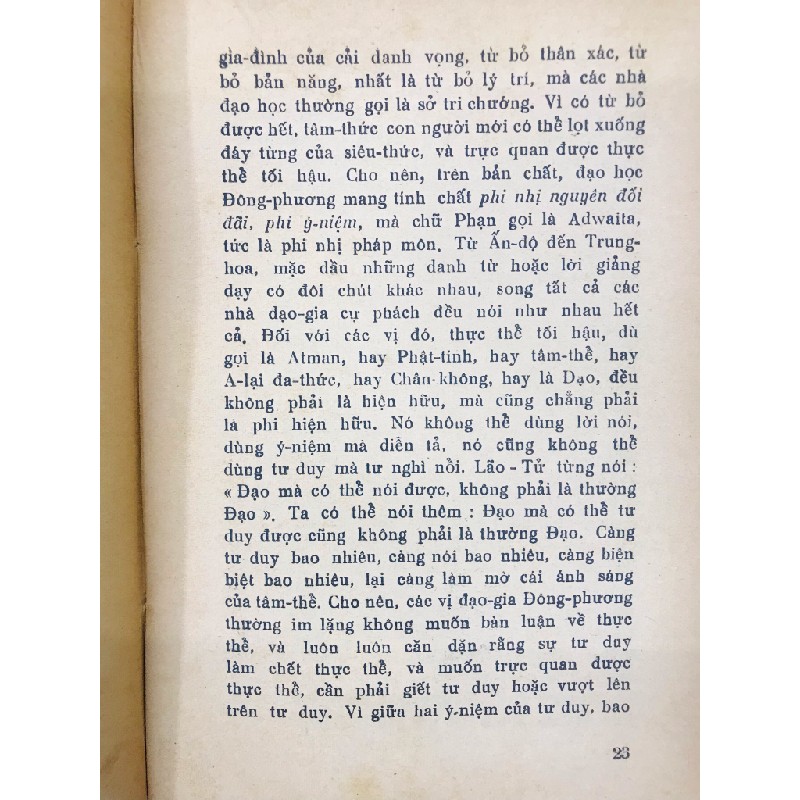 gia-đình của cải danh vọng, từ bỏ thân xác, từ
bỏ bản năng, nhất là từ bỏ lý trí, mà các nhà
đạo học thường gọi là sở tri chướng. Vì có từ bỏ
được hết, tâm-thức con người mới có thể lọt xuống
đáy từng của siêu-thức, và trực quan được thực
thể tối hậu. Cho nên, trên bản chất, đạo học
Đông-phương mang tính chất phi nhị nguyên đối
đãi, phi ý-niệm, mà chữ Phạn gọi là Adwaita,
tức là phi nhị pháp môn. Từ Ấn-độ đến Trung-
hoa, mặc dầu những danh từ hoặc lời giảng
dạy có đôi chút khác nhau, song tất cả các
nhà đạo-gia cự phách đều nói như nhau hết
cả. Đối với các vị đó, thực thể tối hậu, dù
gọi là Atman, hay Phật-tính, hay tâm-thể, hay
A-lại đa-thức, hay Chân-không, hay là Đạo, đều
không phải là hiện hữu, mà cũng chẳng phải
là phi hiện hữu. Nó không thể dùng lời nói,
dùng ý-niệm mà diễn tả, nó cũng không thể
dùng tư duy mà tư nghì nổi. Lão - Tử từng nói :
« Đạo mà có thể nói được, không phải là thường
Đạo ». Ta có thể nói thêm : Đạo mà có thể tư
duy được cũng không phải là thường Đạo. Càng
tư duy bao nhiêu, càng nói bao nhiêu, càng biện
biệt bao nhiêu, lại càng làm mờ cái ánh sáng
của tâm-thể. Cho nên, các vị đạo-gia Đông-phương
thường im lặng không muốn bàn luận về thực
thể, và luôn luôn căn dặn rằng sự tư duy
làm chết thực thể, và muốn trực quan được
thực thể, cần phải giết tư duy hoặc vượt lên
trên tư duy. Vì giữa hai ý-niệm của tư duy, bao
23